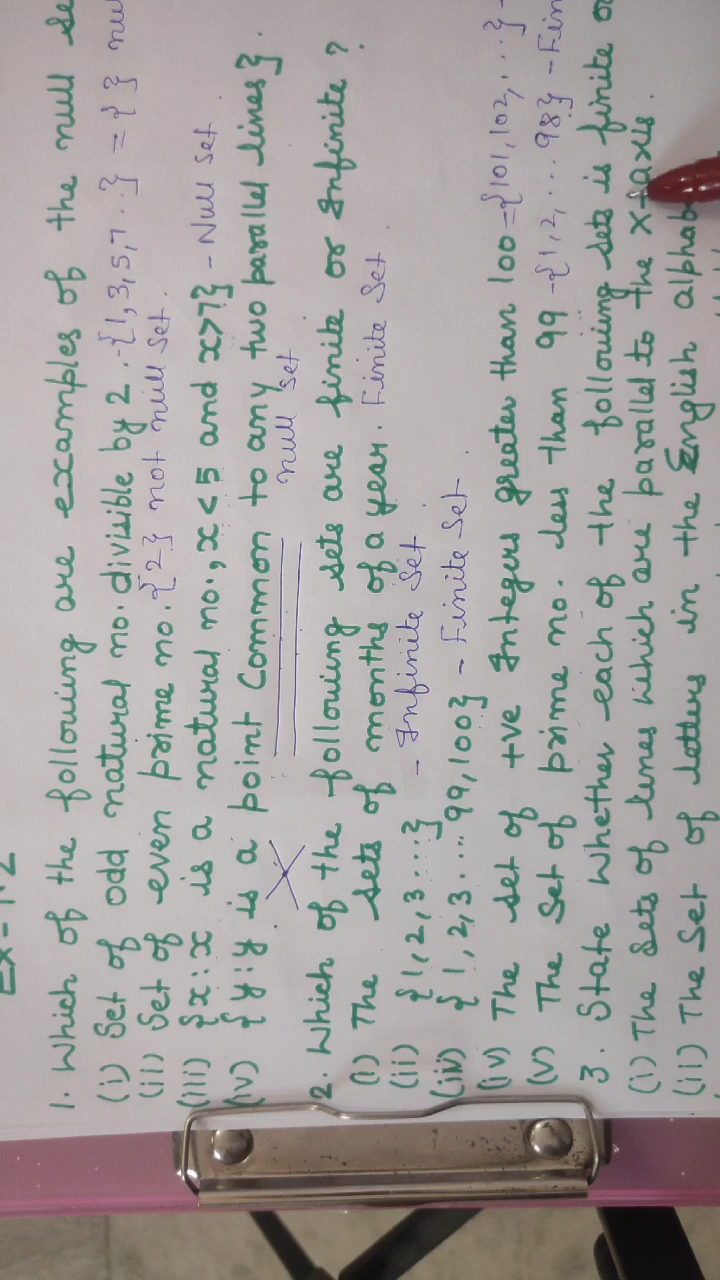 Ex-1.2
1. Which of the following are examples of the null se
(i) Set of odd natural no. divisible by 2. -{1,3,5,7..} = { } nu
(ii) Set of even prime no. {2} not null set.
(iii) {x:x is a natural no., x<5 and x>7} - Null set
(iv) {y:y is a point Common to any two parallel lines}.
null set
2. Which of the following sets are finite or Infinite?
(i) The sets of months of a year. Finite Set.
(ii) {1,2,3...} - Infinite Set.
(iii) {1,2,3...99,100} - Finite Set.
(iv) The set of +ve Integers greater than 100={101,102,...} -
(v) The set of prime no. less than 99 -{1,2,...98} -Fin
3. State Whether each of the following sets is finite or
(i) The Sets of lines which are parallel to the x-axis.
(ii) The Set of letters in the English alphab